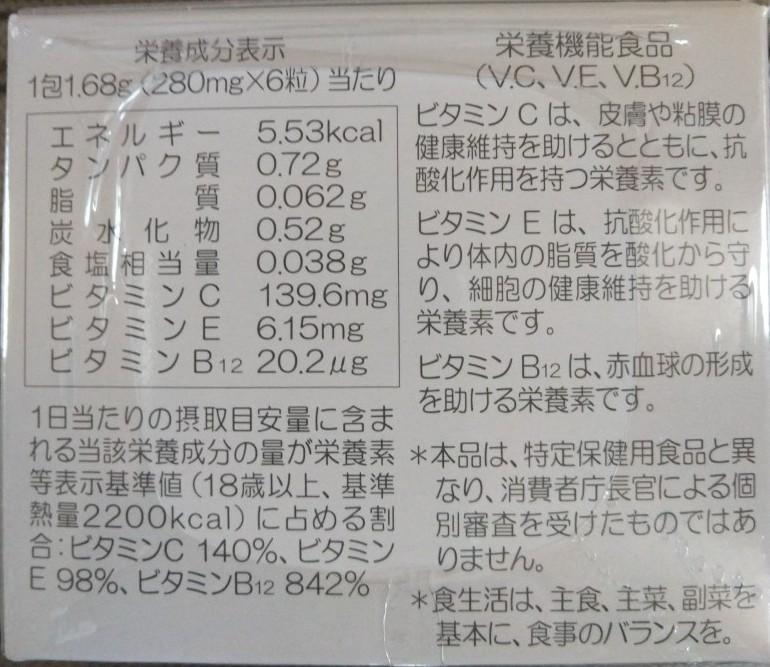 栄養成分表示
1包1.68g(280mg×6粒)当たり
エネルギー 5.53kcal
タンパク質 0.72g
脂質 0.062g
炭水化物 0.52g
食塩相当量 0.038g
ビタミンC 139.6mg
ビタミンE 6.15mg
ビタミンB12 20.2μg
1日当たりの摂取目安量に含ま
れる当該栄養成分の量が栄養素
等表示基準値(18歳以上、基準
熱量2200kcal)に占める割
合:ビタミンC 140%、ビタミン
E 98%、ビタミンB12 842%
栄養機能食品
(V.C、V.E、V.B12)
ビタミン C は、皮膚や粘膜の
健康維持を助けるとともに、抗
酸化作用を持つ栄養素です。
ビタミン E は、抗酸化作用に
より体内の脂質を酸化から守
り、細胞の健康維持を助ける
栄養素です。
ビタミン B12 は、赤血球の形成
を助ける栄養素です。
*本品は、特定保健用食品と異
なり、消費者庁長官による個
別審査を受けたものではあ
りません。
*食生活は、主食、主菜、副菜を
基本に、食事のバランスを。